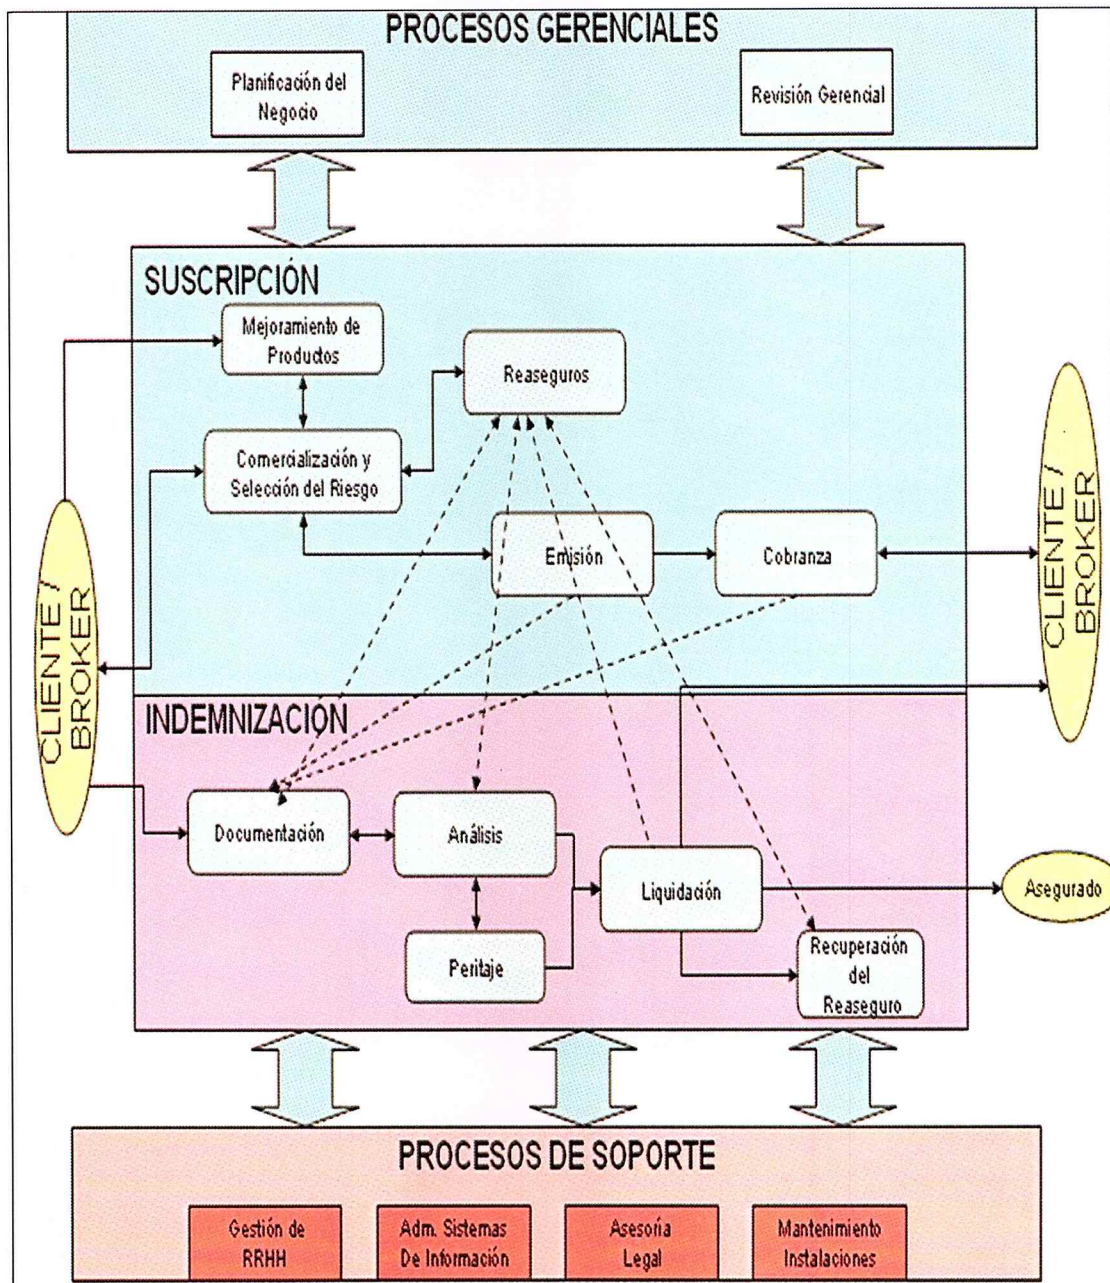 PROCESOS GERENCIALES
Planificación del
Negocio
Revisión Gerencial
SUSCRIPCIÓN
Mejoramiento de
Productos
Reaseguros
Comercialización y
Selección del Riesgo
Emisión
Cobranza
CLIENTE /
BROKER
CLIENTE /
BROKER
INDEMNIZACIÓN
Documentación
Análisis
Liquidación
Asegurado
Peritaje
Recuperación
del
Reaseguro
PROCESOS DE SOPORTE
Gestión de
RRHH
Adm. Sistemas
De Información
Asesoría
Legal
Mantenimiento
Instalaciones